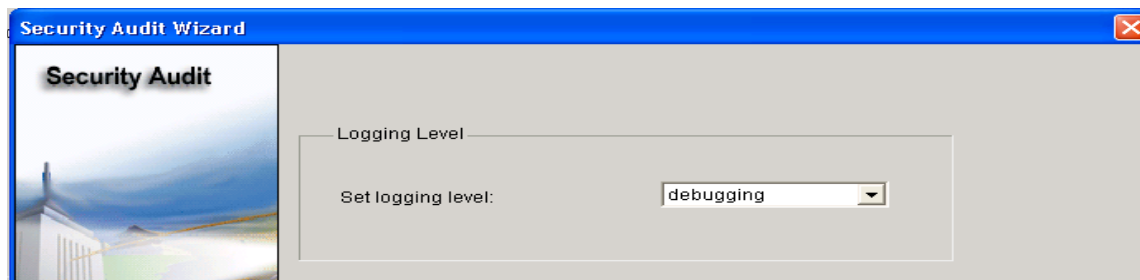 Security Audit Wizard
Security Audit
Logging Level
Set logging level:
debugging